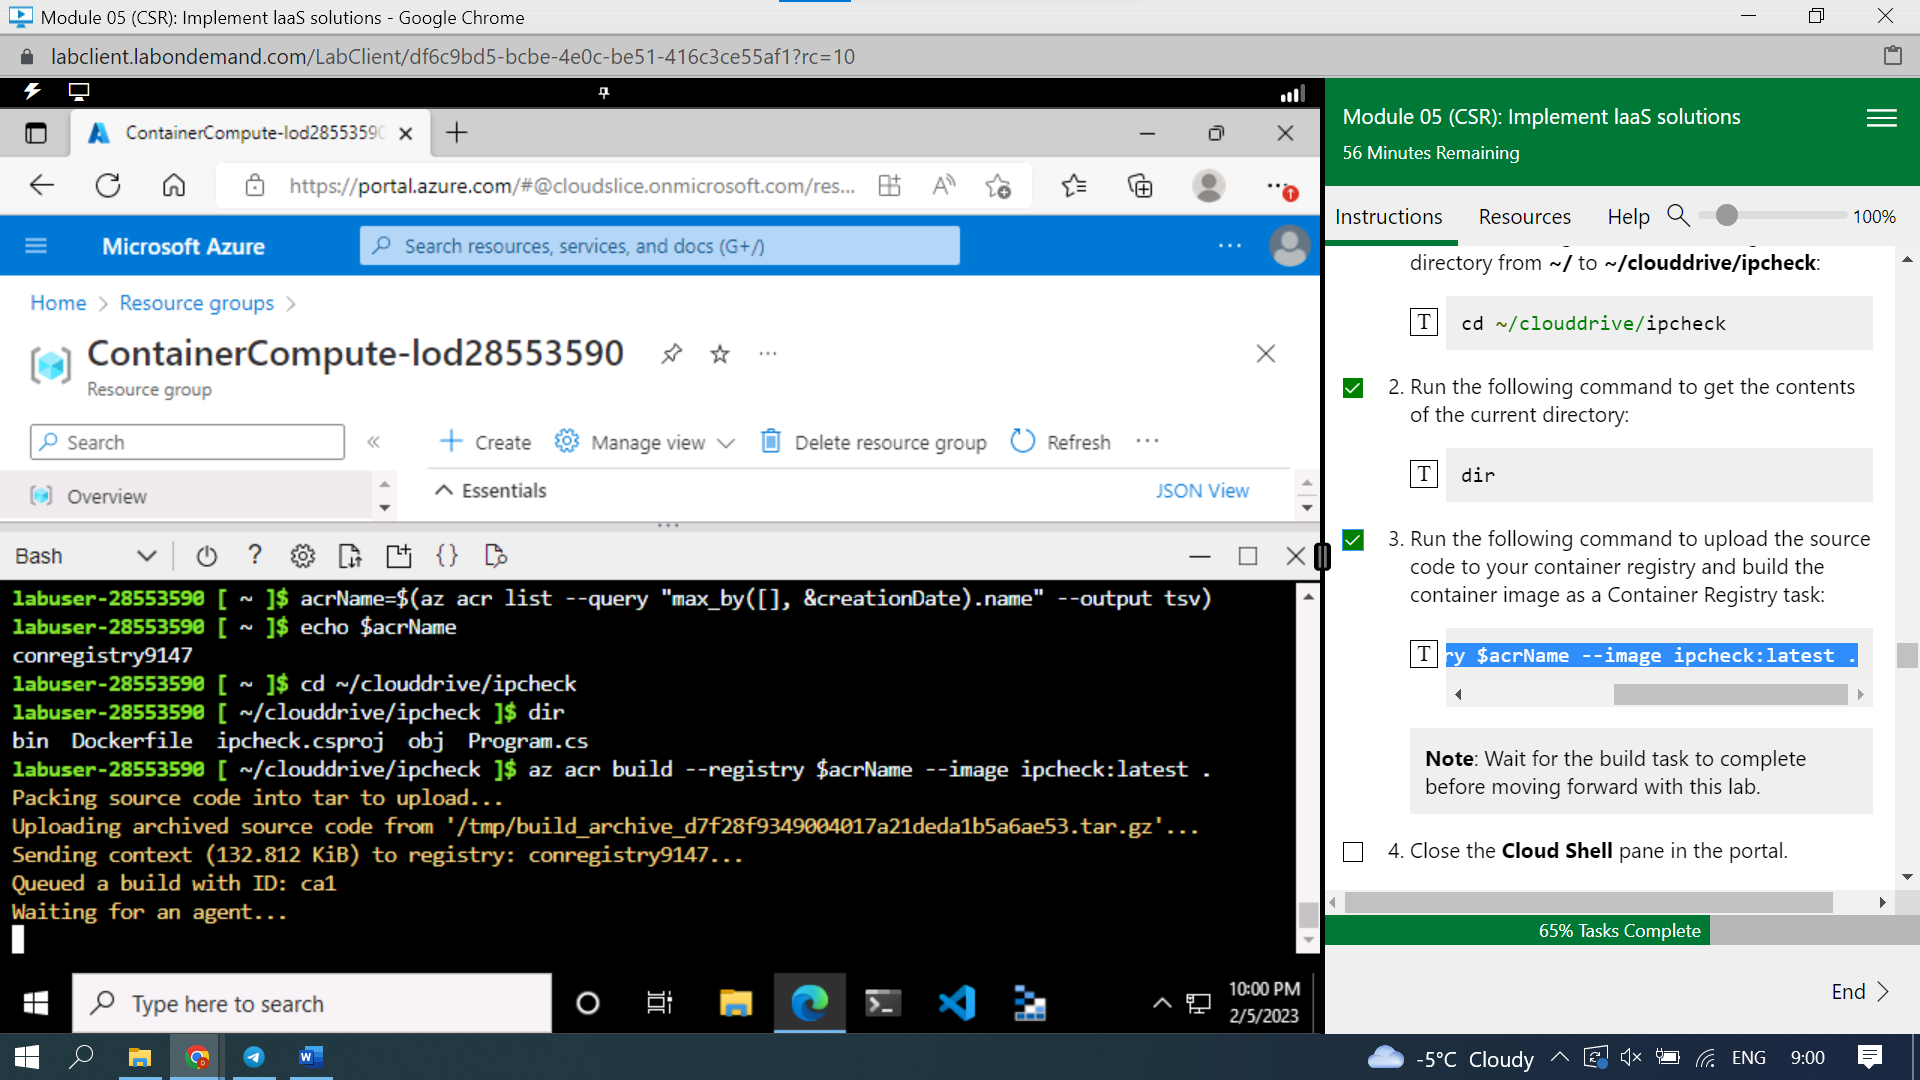 Module 05 (CSR): Implement IaaS solutions - Google Chrome
labclient.labondemand.com/LabClient/df6c9bd5-bcbe-4e0c-be51-416c3ce55af1?rc=10
ContainerCompute-lod28553590
https://portal.azure.com/#@cloudslice.onmicrosoft.com/res...
Microsoft Azure
Search resources, services, and docs (G+/)
Home > Resource groups >
ContainerCompute-lod28553590
Resource group
Search
Create
Manage view
Delete resource group
Refresh
Overview
Essentials
JSON View
Bash
labuser-28553590 [ ~ ]$ acrName=$(az acr list --query "max_by([], &creationDate).name" --output tsv)
labuser-28553590 [ ~ ]$ echo $acrName
conregistry9147
labuser-28553590 [ ~ ]$ cd ~/clouddrive/ipcheck
labuser-28553590 [ ~/clouddrive/ipcheck ]$ dir
bin Dockerfile ipcheck.csproj obj Program.cs
labuser-28553590 [ ~/clouddrive/ipcheck ]$ az acr build --registry $acrName --image ipcheck:latest .
Packing source code into tar to upload...
Uploading archived source code from '/tmp/build_archive_d7f28f9349004017a21deda1b5a6ae53.tar.gz'...
Sending context (132.812 KiB) to registry: conregistry9147...
Queued a build with ID: ca1
Waiting for an agent...
Type here to search
10:00 PM
2/5/2023
Module 05 (CSR): Implement IaaS solutions
56 Minutes Remaining
Instructions
Resources
Help
100%
directory from ~/ to ~/clouddrive/ipcheck:
T
cd ~/clouddrive/ipcheck
2. Run the following command to get the contents
of the current directory:
T
dir
3. Run the following command to upload the source
code to your container registry and build the
container image as a Container Registry task:
T
ry $acrName --image ipcheck:latest .
Note: Wait for the build task to complete
before moving forward with this lab.
4. Close the Cloud Shell pane in the portal.
65% Tasks Complete
End >
-5°C Cloudy
ENG
9:00